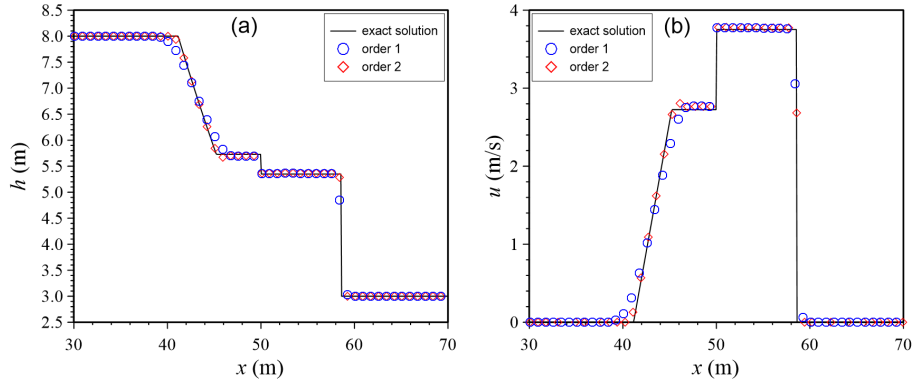 (a)
exact solution
order 1
order 2
8.5
8.0
7.5
7.0
6.5
6.0
5.5
5.0
4.5
4.0
3.5
3.0
2.5
h (m)
30 40 50 60 70
x (m)
(b)
exact solution
order 1
order 2
4
3
2
1
0
u (m/s)
30 40 50 60 70
x (m)